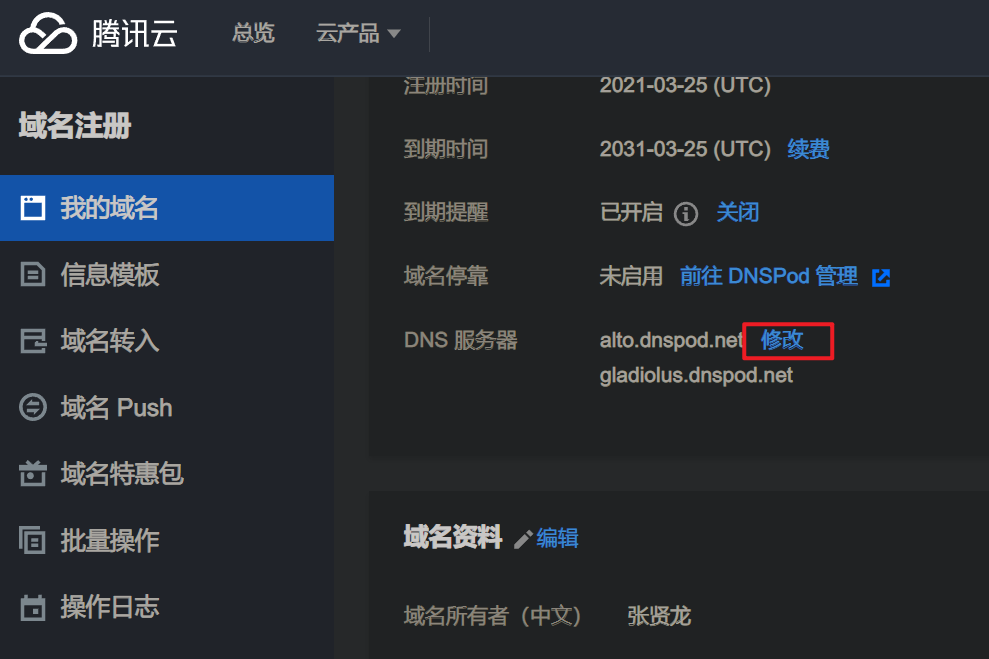 腾讯云 总览 云产品
域名注册
我的域名
信息模板
域名转入
域名 Push
域名特惠包
批量操作
操作日志
注册时间 2021-03-25 (UTC)
到期时间 2031-03-25 (UTC) 续费
到期提醒 已开启 关闭
域名停靠 未启用 前往 DNSPod 管理
DNS 服务器 alto.dnspod.net 修改
gladiolus.dnspod.net
域名资料 编辑
域名所有者（中文） 张贤龙